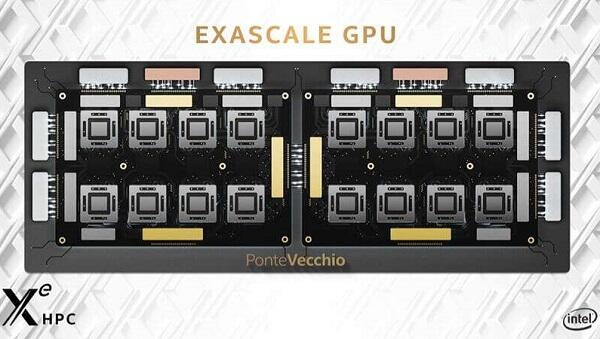 EXASCALE GPU
PonteVecchio
Xe
HPC
intel